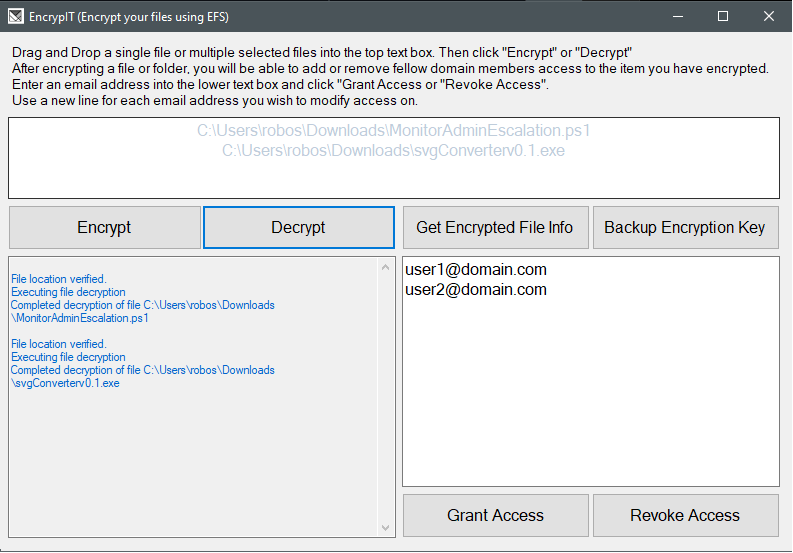 EncrypIT (Encrypt your files using EFS)
Drag and Drop a single file or multiple selected files into the top text box. Then click "Encrypt" or "Decrypt"
After encrypting a file or folder, you will be able to add or remove fellow domain members access to the item you have encrypted.
Enter an email address into the lower text box and click "Grant Access or "Revoke Access".
Use a new line for each email address you wish to modify access on.
C:\Users\robos\Downloads\MonitorAdminEscalation.ps1
C:\Users\robos\Downloads\svgConverterv0.1.exe
Encrypt
Decrypt
Get Encrypted File Info
Backup Encryption Key
File location verified.
Executing file decryption
Completed decryption of file C:\Users\robos\Downloads
\MonitorAdminEscalation.ps1
File location verified.
Executing file decryption
Completed decryption of file C:\Users\robos\Downloads
\svgConverterv0.1.exe
user1@domain.com
user2@domain.com
Grant Access
Revoke Access